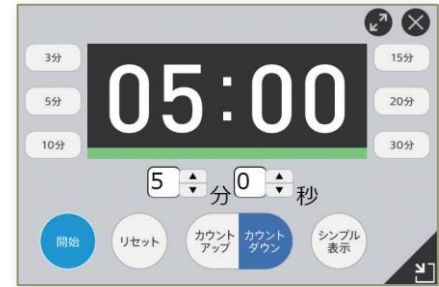 3分
15分
05:00
5分
20分
10分
30分
5 分 0 秒
開始
リセット
カウント
アップ
カウント
ダウン
シンプル
表示